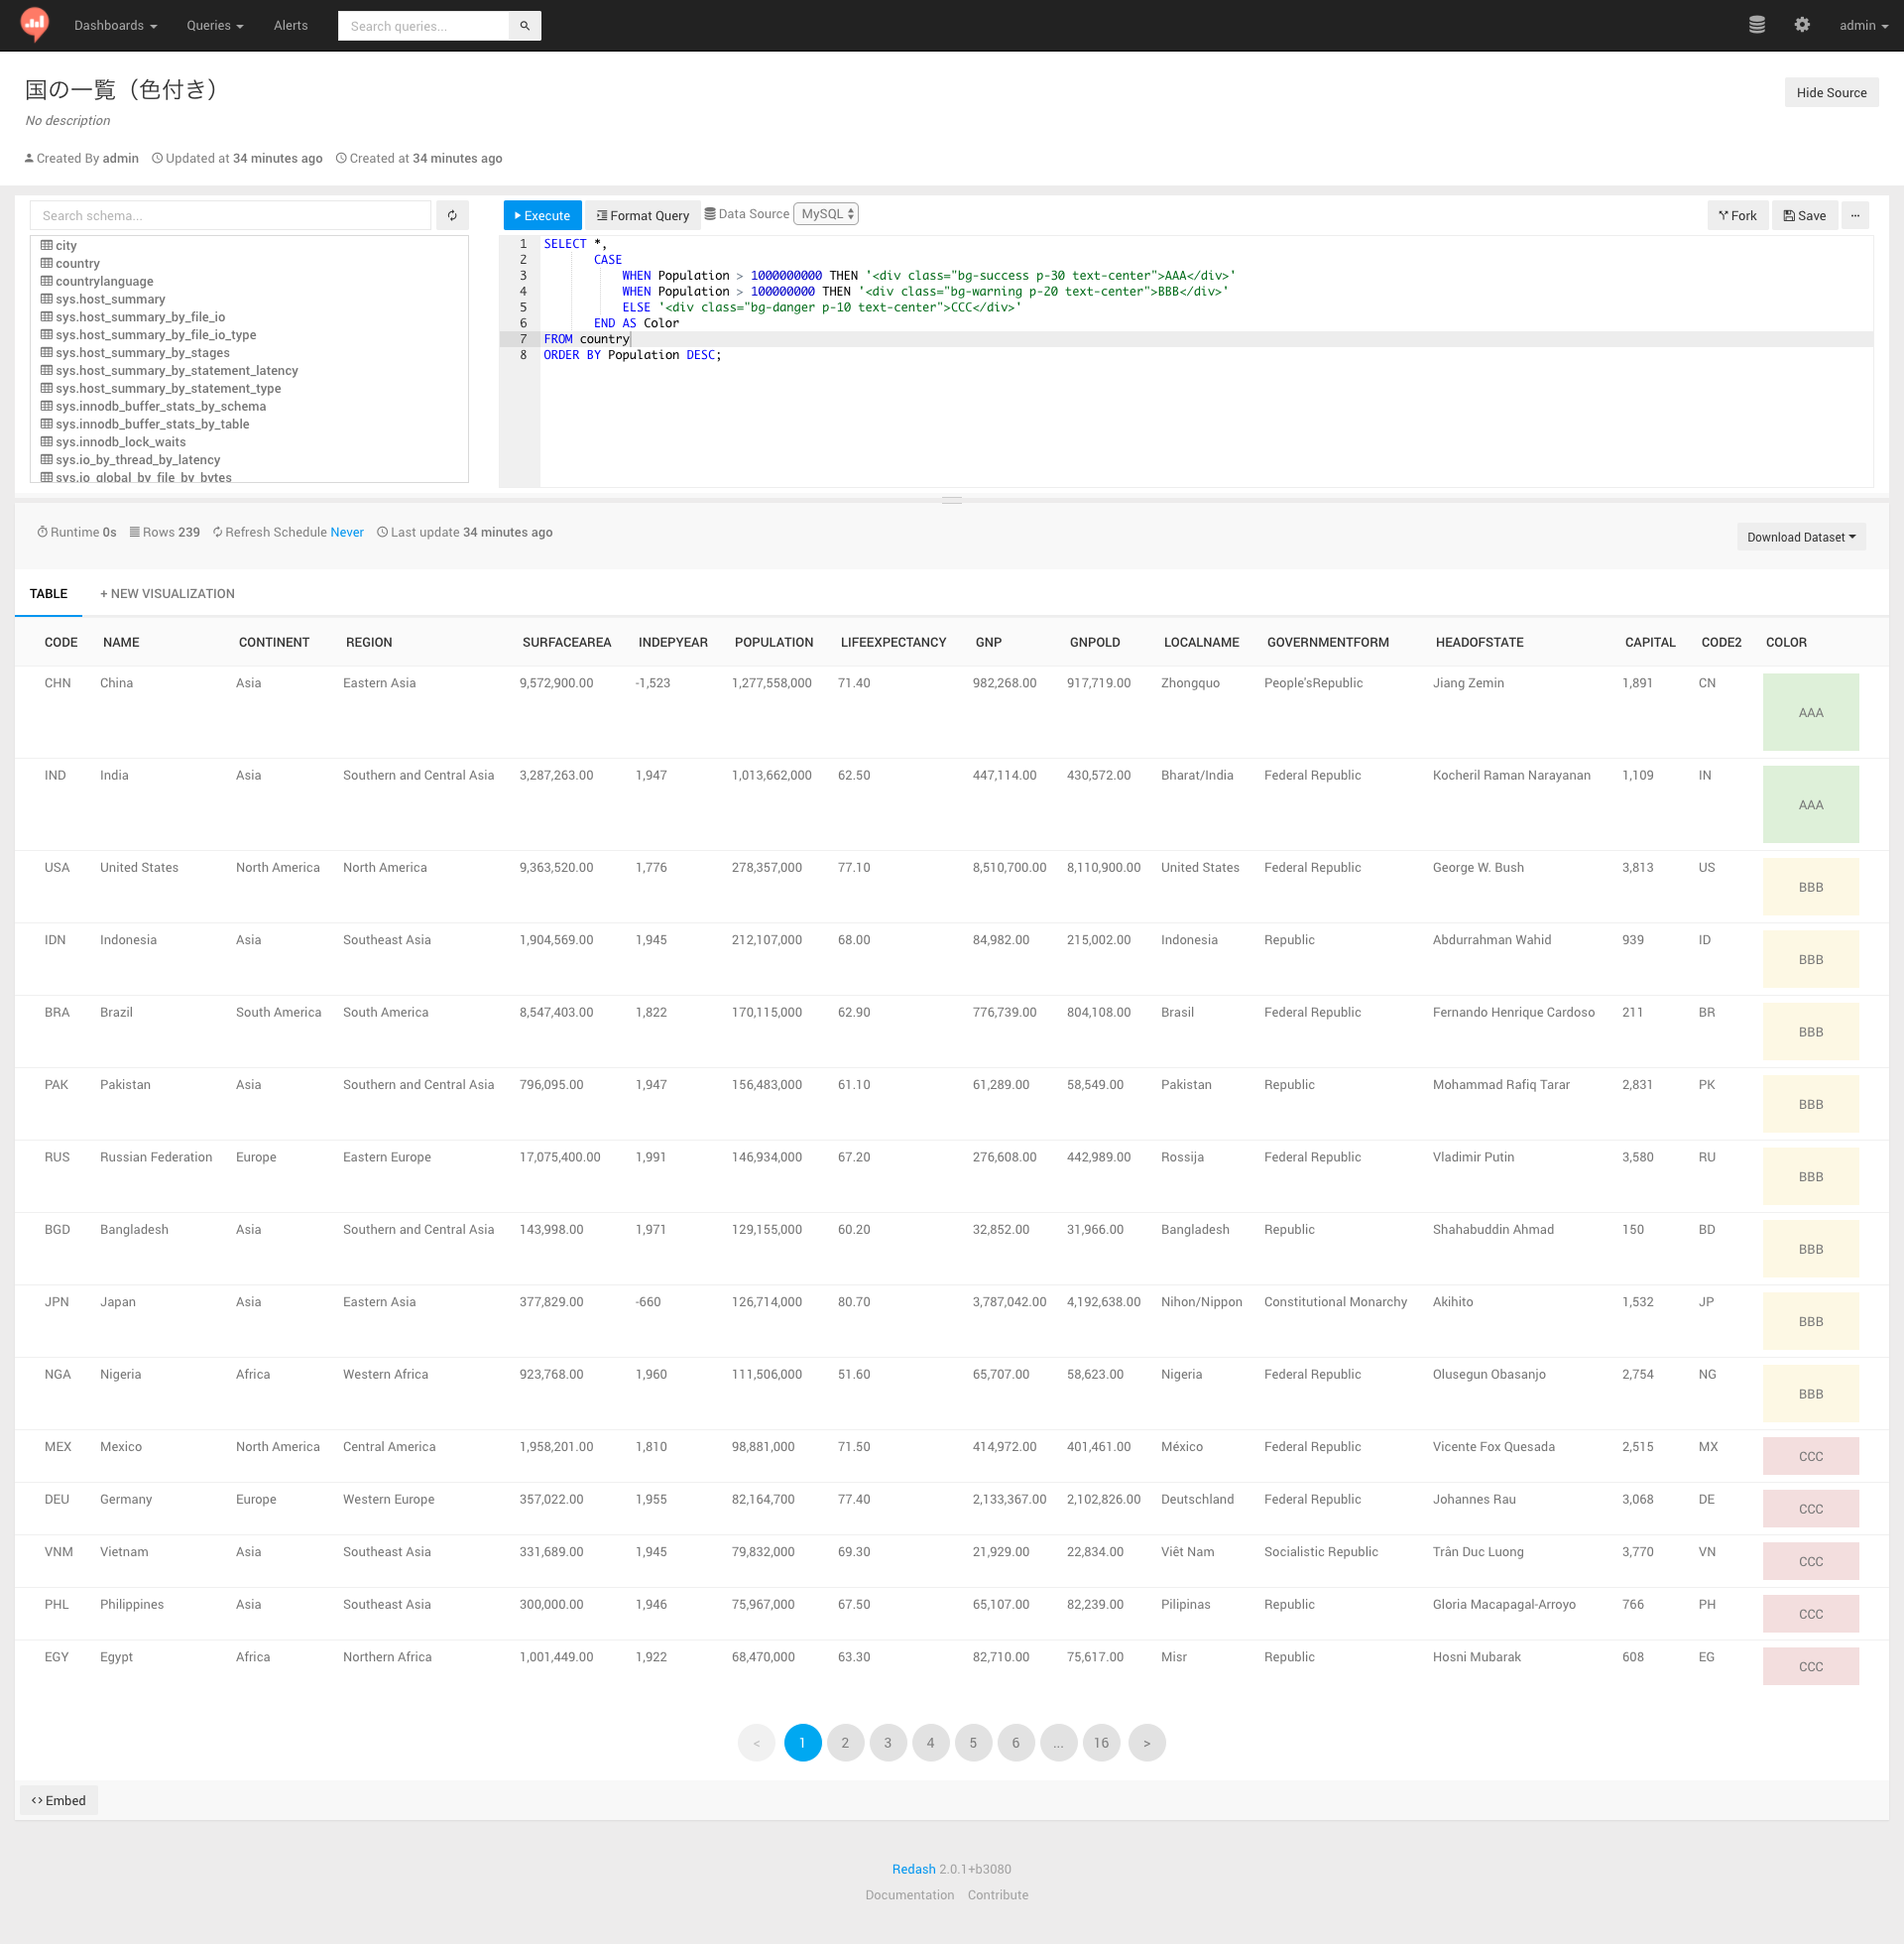 Dashboards Queries Alerts Search queries... admin
国の一覧（色付き）
Hide Source
No description
Created By admin Updated at 34 minutes ago Created at 34 minutes ago
Search schema...
Execute Format Query Data Source MySQL Fork Save ...
city
country
countrylanguage
sys.host_summary
sys.host_summary_by_file_io
sys.host_summary_by_file_io_type
sys.host_summary_by_stages
sys.host_summary_by_statement_latency
sys.host_summary_by_statement_type
sys.innodb_buffer_stats_by_schema
sys.innodb_buffer_stats_by_table
sys.innodb_lock_waits
sys.io_by_thread_by_latency
sys.io_global_by_file_by_bytes
1 SELECT *,
2 CASE
3 WHEN Population > 1000000000 THEN '<div class="bg-success p-30 text-center">AAA</div>'
4 WHEN Population > 100000000 THEN '<div class="bg-warning p-20 text-center">BBB</div>'
5 ELSE '<div class="bg-danger p-10 text-center">CCC</div>'
6 END AS Color
7 FROM country
8 ORDER BY Population DESC;
Runtime 0s Rows 239 Refresh Schedule Never Last update 34 minutes ago
Download Dataset
TABLE + NEW VISUALIZATION
CODE NAME CONTINENT REGION SURFACEAREA INDEPYEAR POPULATION LIFEEXPECTANCY GNP GNPOLD LOCALNAME GOVERNMENTFORM HEADOFSTATE CAPITAL CODE2 COLOR
CHN China Asia Eastern Asia 9,572,900.00 -1,523 1,277,558,000 71.40 982,268.00 917,719.00 Zhongquo People'sRepublic Jiang Zemin 1,891 CN AAA
IND India Asia Southern and Central Asia 3,287,263.00 1,947 1,013,662,000 62.50 447,114.00 430,572.00 Bharat/India Federal Republic Kocheril Raman Narayanan 1,109 IN AAA
USA United States North America North America 9,363,520.00 1,776 278,357,000 77.10 8,510,700.00 8,110,900.00 United States Federal Republic George W. Bush 3,813 US BBB
IDN Indonesia Asia Southeast Asia 1,904,569.00 1,945 212,107,000 68.00 84,982.00 215,002.00 Indonesia Republic Abdurrahman Wahid 939 ID BBB
BRA Brazil South America South America 8,547,403.00 1,822 170,115,000 62.90 776,739.00 804,108.00 Brasil Federal Republic Fernando Henrique Cardoso 211 BR BBB
PAK Pakistan Asia Southern and Central Asia 796,095.00 1,947 156,483,000 61.10 61,289.00 58,549.00 Pakistan Republic Mohammad Rafiq Tarar 2,831 PK BBB
RUS Russian Federation Europe Eastern Europe 17,075,400.00 1,991 146,934,000 67.20 276,608.00 442,989.00 Rossija Federal Republic Vladimir Putin 3,580 RU BBB
BGD Bangladesh Asia Southern and Central Asia 143,998.00 1,971 129,155,000 60.20 32,852.00 31,966.00 Bangladesh Republic Shahabuddin Ahmad 150 BD BBB
JPN Japan Asia Eastern Asia 377,829.00 -660 126,714,000 80.70 3,787,042.00 4,192,638.00 Nihon/Nippon Constitutional Monarchy Akihito 1,532 JP BBB
NGA Nigeria Africa Western Africa 923,768.00 1,960 111,506,000 51.60 65,707.00 58,623.00 Nigeria Federal Republic Olusegun Obasanjo 2,754 NG BBB
MEX Mexico North America Central America 1,958,201.00 1,810 98,881,000 71.50 414,972.00 401,461.00 México Federal Republic Vicente Fox Quesada 2,515 MX CCC
DEU Germany Europe Western Europe 357,022.00 1,955 82,164,700 77.40 2,133,367.00 2,102,826.00 Deutschland Federal Republic Johannes Rau 3,068 DE CCC
VNM Vietnam Asia Southeast Asia 331,689.00 1,945 79,832,000 69.30 21,929.00 22,834.00 Viêt Nam Socialistic Republic Trân Duc Luong 3,770 VN CCC
PHL Philippines Asia Southeast Asia 300,000.00 1,946 75,967,000 67.50 65,107.00 82,239.00 Pilipinas Republic Gloria Macapagal-Arroyo 766 PH CCC
EGY Egypt Africa Northern Africa 1,001,449.00 1,922 68,470,000 63.30 82,710.00 75,617.00 Misr Republic Hosni Mubarak 608 EG CCC
< 1 2 3 4 5 6 ... 16 >
<> Embed
Redash 2.0.1+b3080
Documentation Contribute